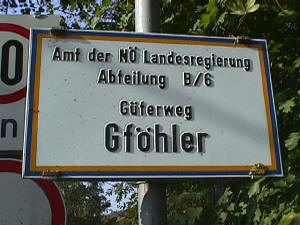 Amt der NÖ Landesregierung
Abteilung B/6
Güterweg
Gföhler